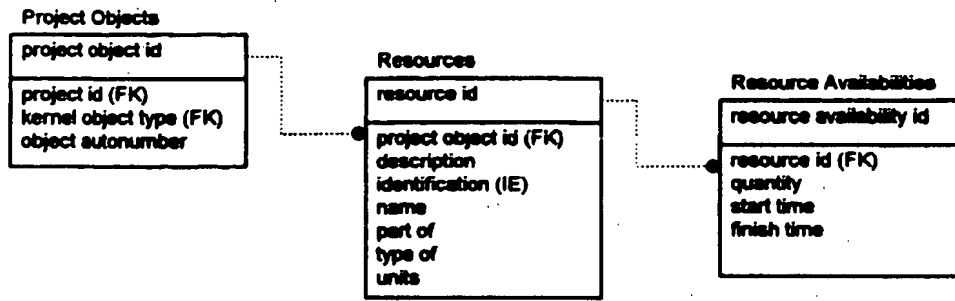 Project Objects
project object id
project id (FK)
kernel object type (FK)
object autonumber
Resources
resource id
project object id (FK)
description
identification (IE)
name
part of
type of
units
Resource Availabilities
resource availability id
resource id (FK)
quantity
start time
finish time